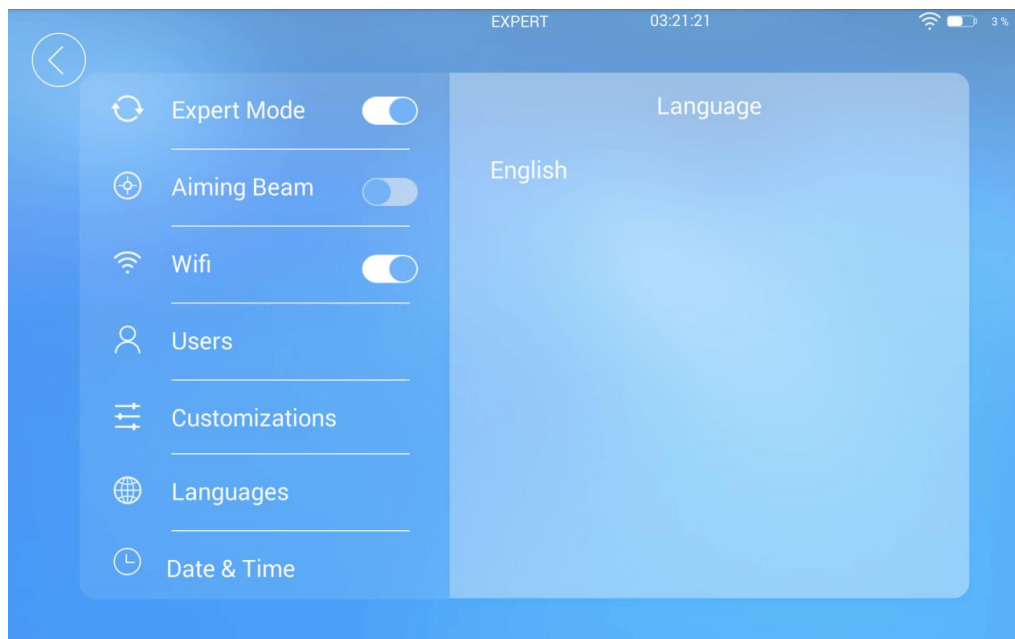 EXPERT 03:21:21 3 %
Expert Mode
Aiming Beam
Wifi
Users
Customizations
Languages
Date & Time
Language
English